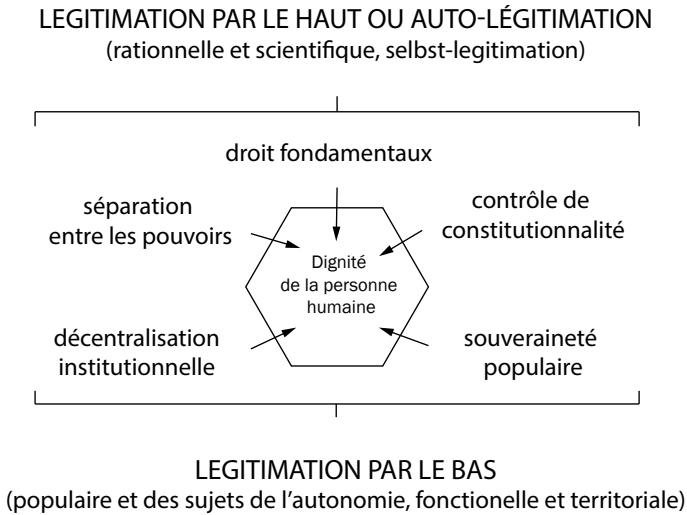 LEGITIMATION PAR LE HAUT OU AUTO-LÉGITIMATION
(rationnelle et scientifique, selbst-legitimation)
droit fondamentaux
séparation
entre les pouvoirs
contrôle de
constitutionnalité
Dignité
de la personne
humaine
décentralisation
institutionnelle
souveraineté
populaire
LEGITIMATION PAR LE BAS
(populaire et des sujets de l'autonomie, fonctionelle et territoriale)